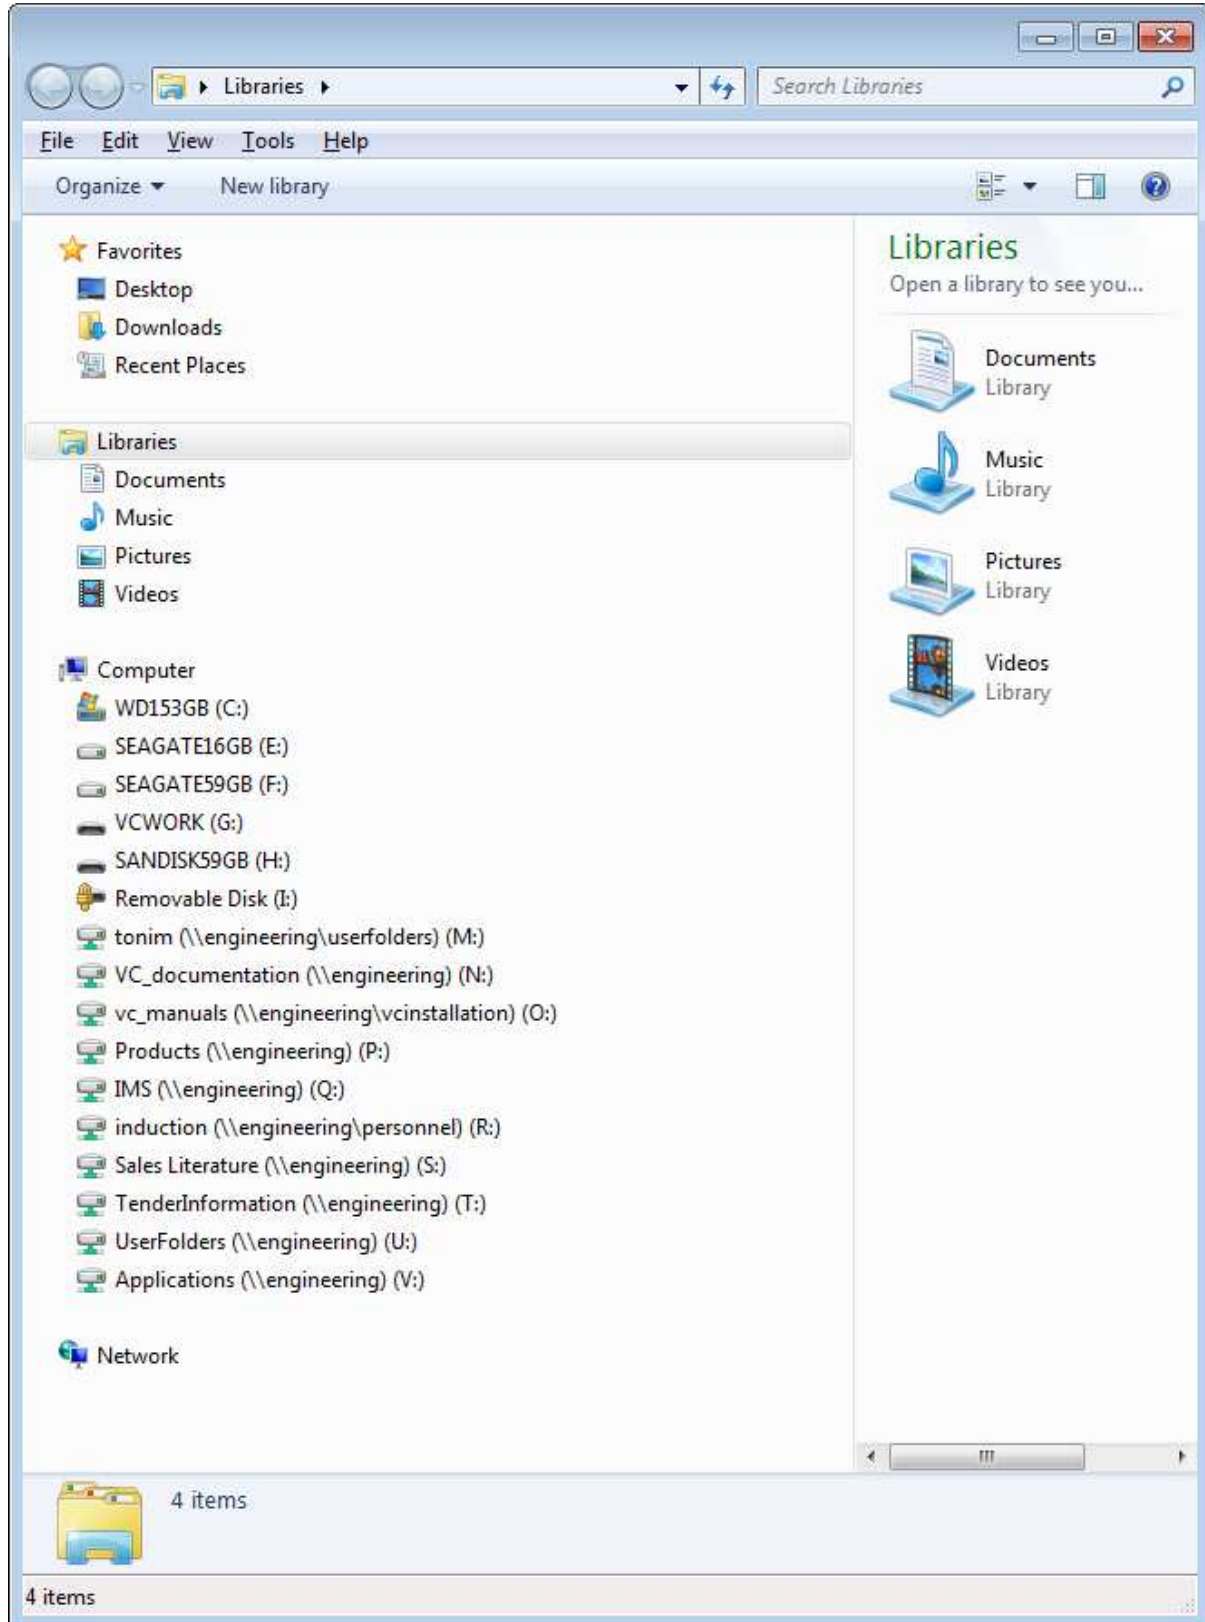 Libraries
Search Libraries
File Edit View Tools Help
Organize New library
Favorites
Desktop
Downloads
Recent Places
Libraries
Documents
Music
Pictures
Videos
Computer
WD153GB (C:)
SEAGATE16GB (E:)
SEAGATE59GB (F:)
VCWORK (G:)
SANDISK59GB (H:)
Removable Disk (I:)
tonim (\\engineering\userfolders) (M:)
VC_documentation (\\engineering) (N:)
vc_manuals (\\engineering\vcinstallation) (O:)
Products (\\engineering) (P:)
IMS (\\engineering) (Q:)
induction (\\engineering\personnel) (R:)
Sales Literature (\\engineering) (S:)
TenderInformation (\\engineering) (T:)
UserFolders (\\engineering) (U:)
Applications (\\engineering) (V:)
Network
Libraries
Open a library to see you...
Documents
Library
Music
Library
Pictures
Library
Videos
Library
4 items
4 items